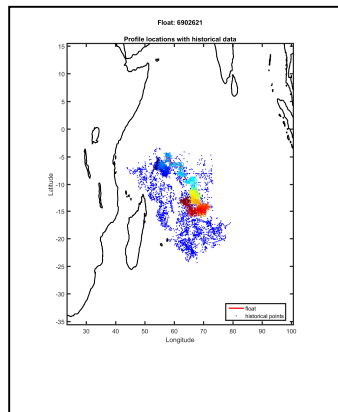 Float: 6902621
Profile locations with historical data
15
10
5
0
-5
-10
-15
-20
-25
-30
-35
Latitude
30 40 50 60 70 80 90 100
Longitude
float
historical points